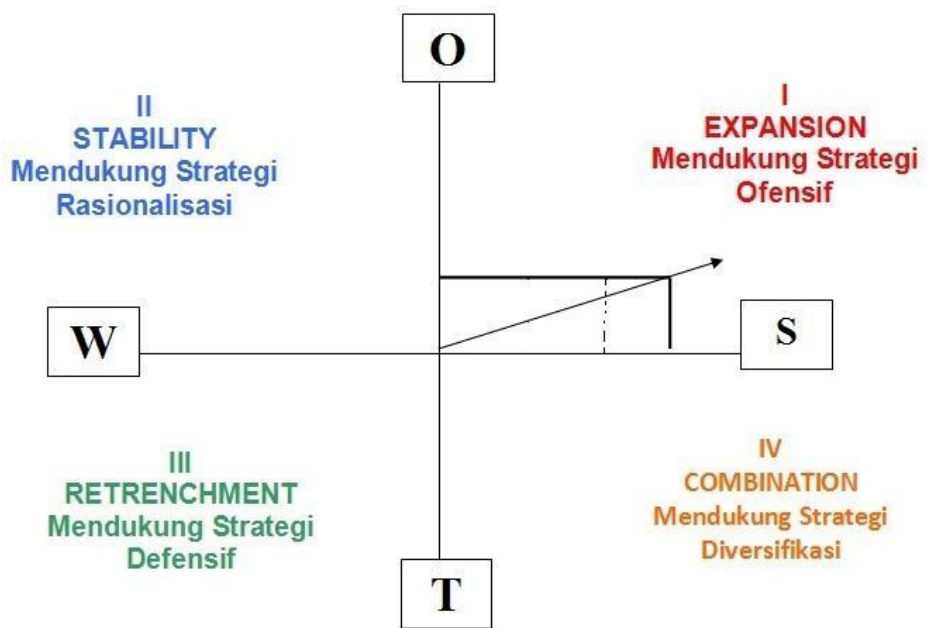 O
II
STABILITY
Mendukung Strategi
Rasionalisasi
I
EXPANSION
Mendukung Strategi
Ofensif
W
S
III
RETRENCHMENT
Mendukung Strategi
Defensif
IV
COMBINATION
Mendukung Strategi
Diversifikasi
T